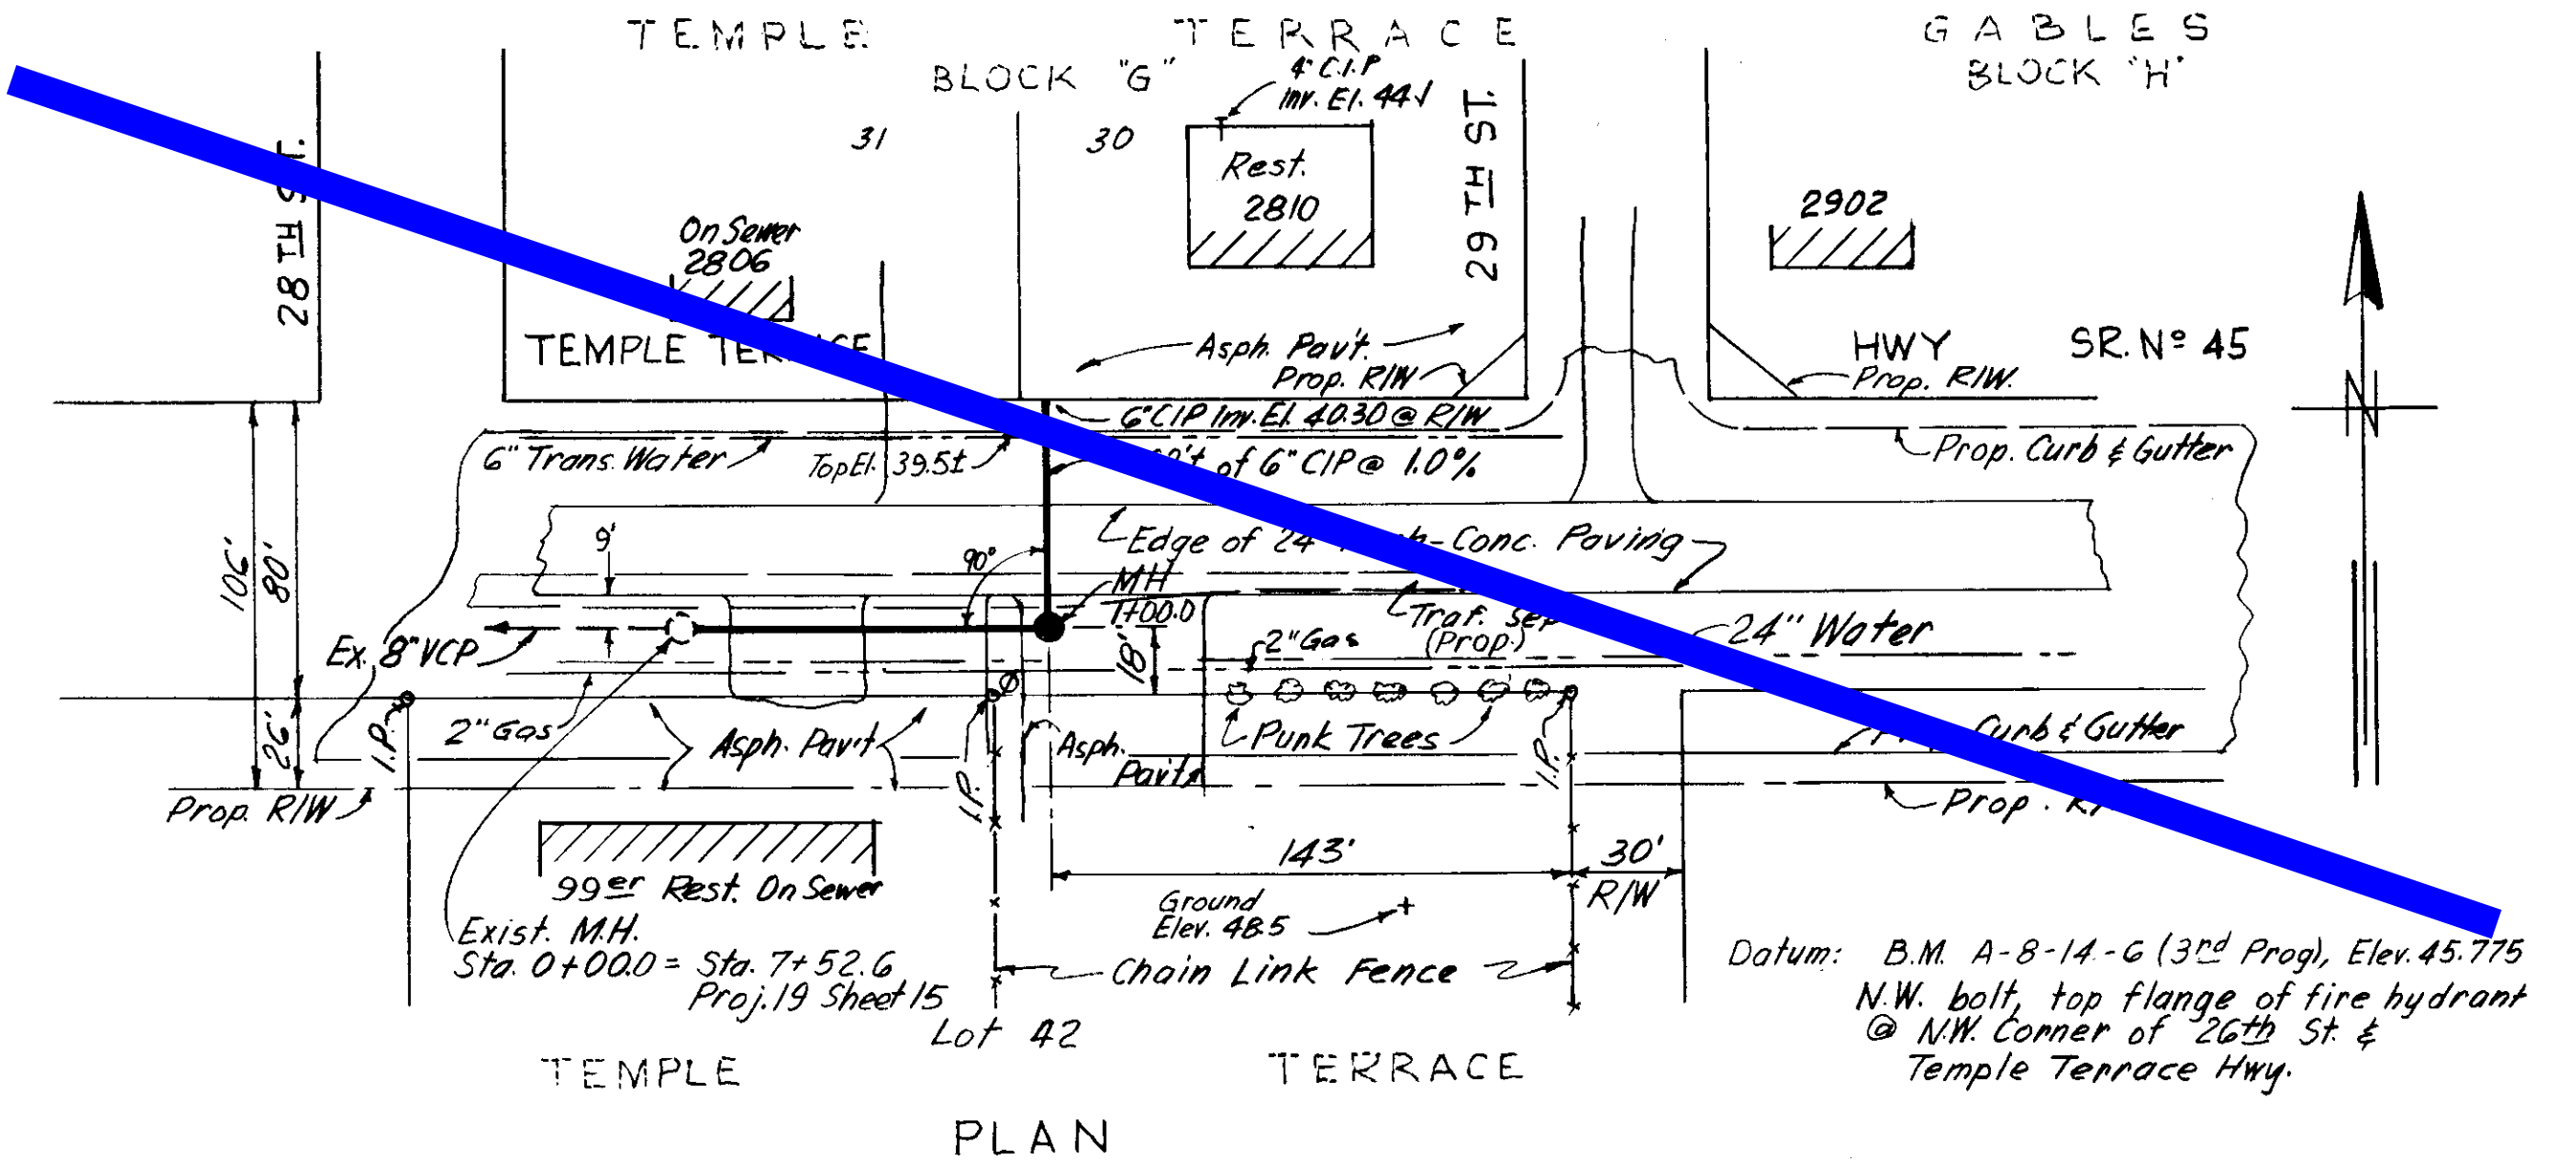 TEMPLE TERRACE GABLES
BLOCK "G"
BLOCK "H"
4" C.I.P
Inv. El. 44√
31
30
28TH ST.
29TH ST.
Rest.
2810
2902
On Sewer
2806
TEMPLE TERRACE
HWY
SR. Nº 45
Asph. Pav't.
Prop. R/W
Prop. R/W.
N
6" CIP Inv. El. 40.30 @ R/W
6" Trans. Water
Top El. 39.5±
of 6" CIP @ 1.0%
Prop. Curb & Gutter
106'
80'
26'
9'
90°
Edge of 24' Conc. Paving
MH
1+00.0
18'
Traf. Sep
(Prop.)
2" Gas
24" Water
Ex. 8" VCP
2" Gas
I.P.
Asph. Pav't
I.P.
Asph.
Pav't
Punk Trees
I.P.
Curb & Gutter
Prop. R/W
Prop.
99er Rest. On Sewer
143'
30'
R/W
Ground
Elev. 48.5
Exist. M.H.
Sta. 0+00.0 = Sta. 7+52.6
Proj. 19 Sheet 15
Chain Link Fence
Lot 42
Datum: B.M. A-8-14-6 (3rd Prog), Elev. 45.775
N.W. bolt, top flange of fire hydrant
@ N.W. Corner of 26th St. &
Temple Terrace Hwy.
TEMPLE TERRACE
PLAN